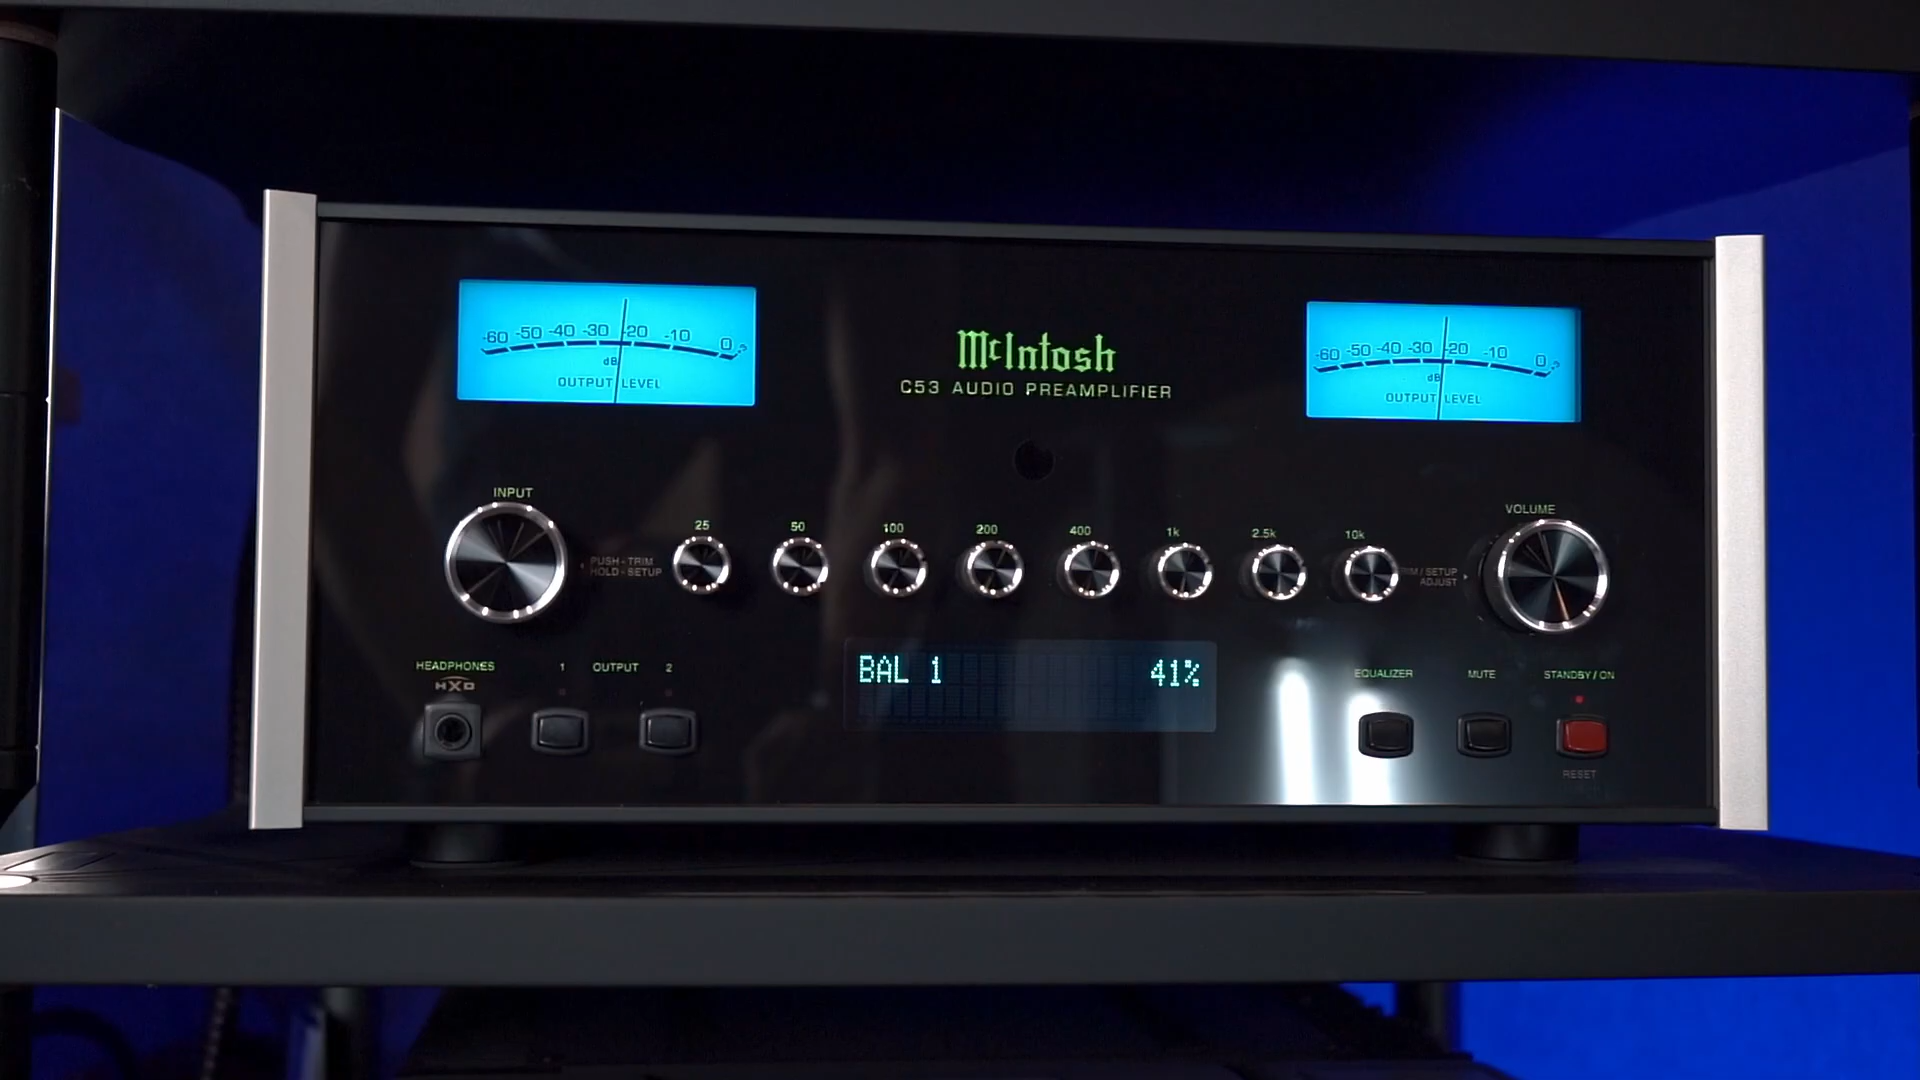 -60 -50 -40 -30 -20 -10 0
dB
OUTPUT LEVEL
McIntosh
C53 AUDIO PREAMPLIFIER
-60 -50 -40 -30 -20 -10 0
dB
OUTPUT LEVEL
INPUT
PUSH - TRIM
HOLD - SETUP
25 50 100 200 400 1k 2.5k 10k
VOLUME
TRIM / SETUP
ADJUST
HEADPHONES
HXD
1 OUTPUT 2
BAL 1 41%
EQUALIZER
MUTE
STANDBY / ON
RESET